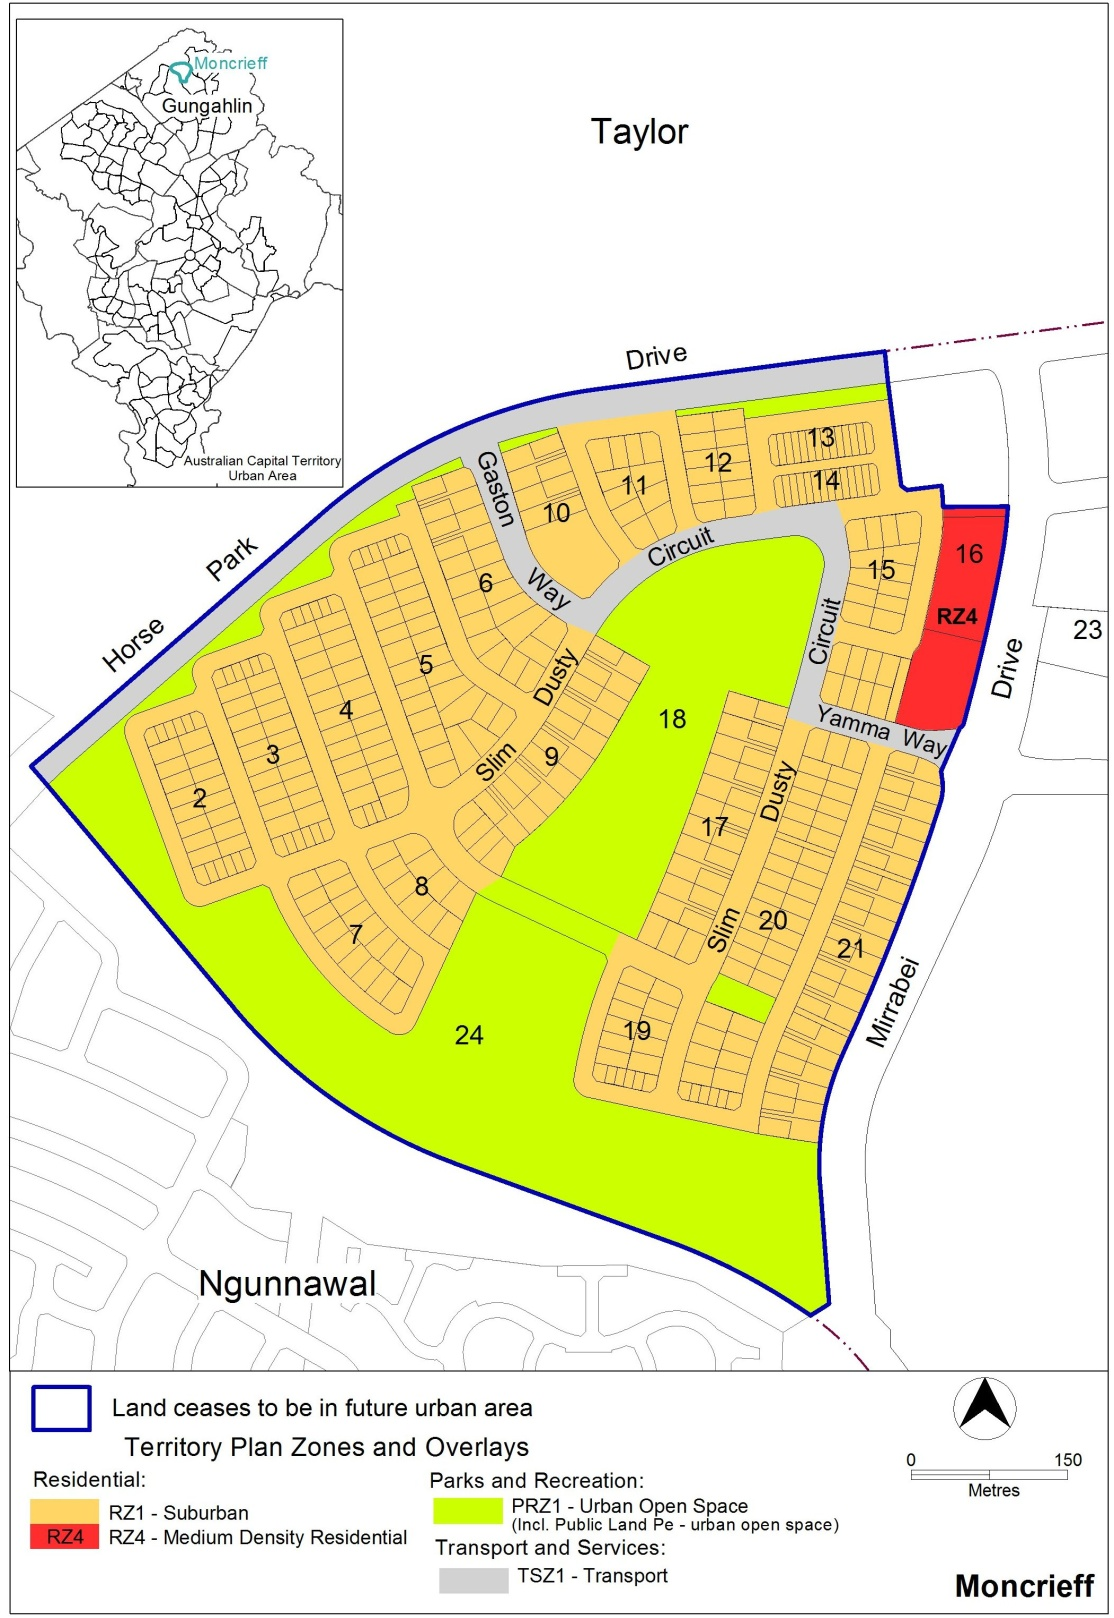 Moncrieff
Gungahlin
Australian Capital Territory
Urban Area
Taylor
Drive
Park
Horse
Gaston
Way
Circuit
Circuit
13
12
14
11
10
15
16
RZ4
23
Drive
6
5
4
3
2
Dusty
Slim
9
18
Yamma Way
8
7
17
Dusty
Slim
20
21
Mirrabei
19
24
Ngunnawal
Land ceases to be in future urban area
Territory Plan Zones and Overlays
Residential:
RZ1 - Suburban
RZ4 RZ4 - Medium Density Residential
Parks and Recreation:
PRZ1 - Urban Open Space
(Incl. Public Land Pe - urban open space)
Transport and Services:
TSZ1 - Transport
0 150
Metres
Moncrieff